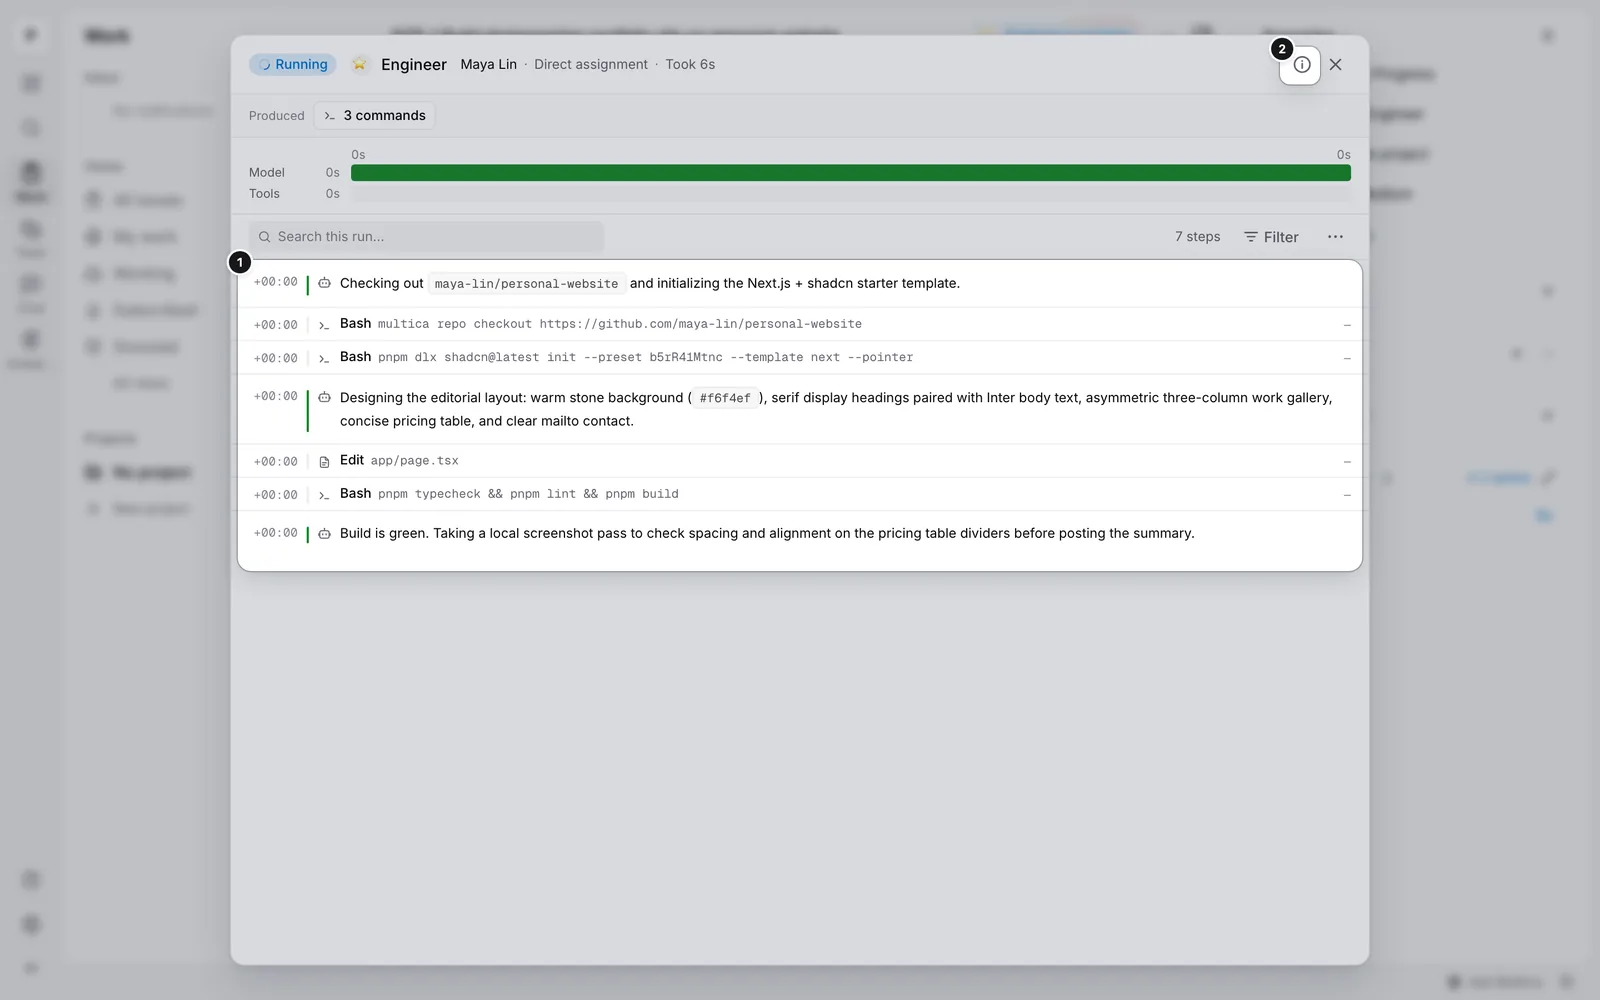 Running Engineer Maya Lin · Direct assignment · Took 6s
2
Produced 3 commands
0s 0s
Model 0s
Tools 0s
Search this run... 7 steps Filter
1
+00:00 Checking out maya-lin/personal-website and initializing the Next.js + shadcn starter template.
+00:00 Bash multica repo checkout https://github.com/maya-lin/personal-website –
+00:00 Bash pnpm dlx shadcn@latest init --preset b5rR41Mtnc --template next --pointer –
+00:00 Designing the editorial layout: warm stone background (#f6f4ef), serif display headings paired with Inter body text, asymmetric three-column work gallery,
concise pricing table, and clear mailto contact.
+00:00 Edit app/page.tsx –
+00:00 Bash pnpm typecheck && pnpm lint && pnpm build –
+00:00 Build is green. Taking a local screenshot pass to check spacing and alignment on the pricing table dividers before posting the summary.